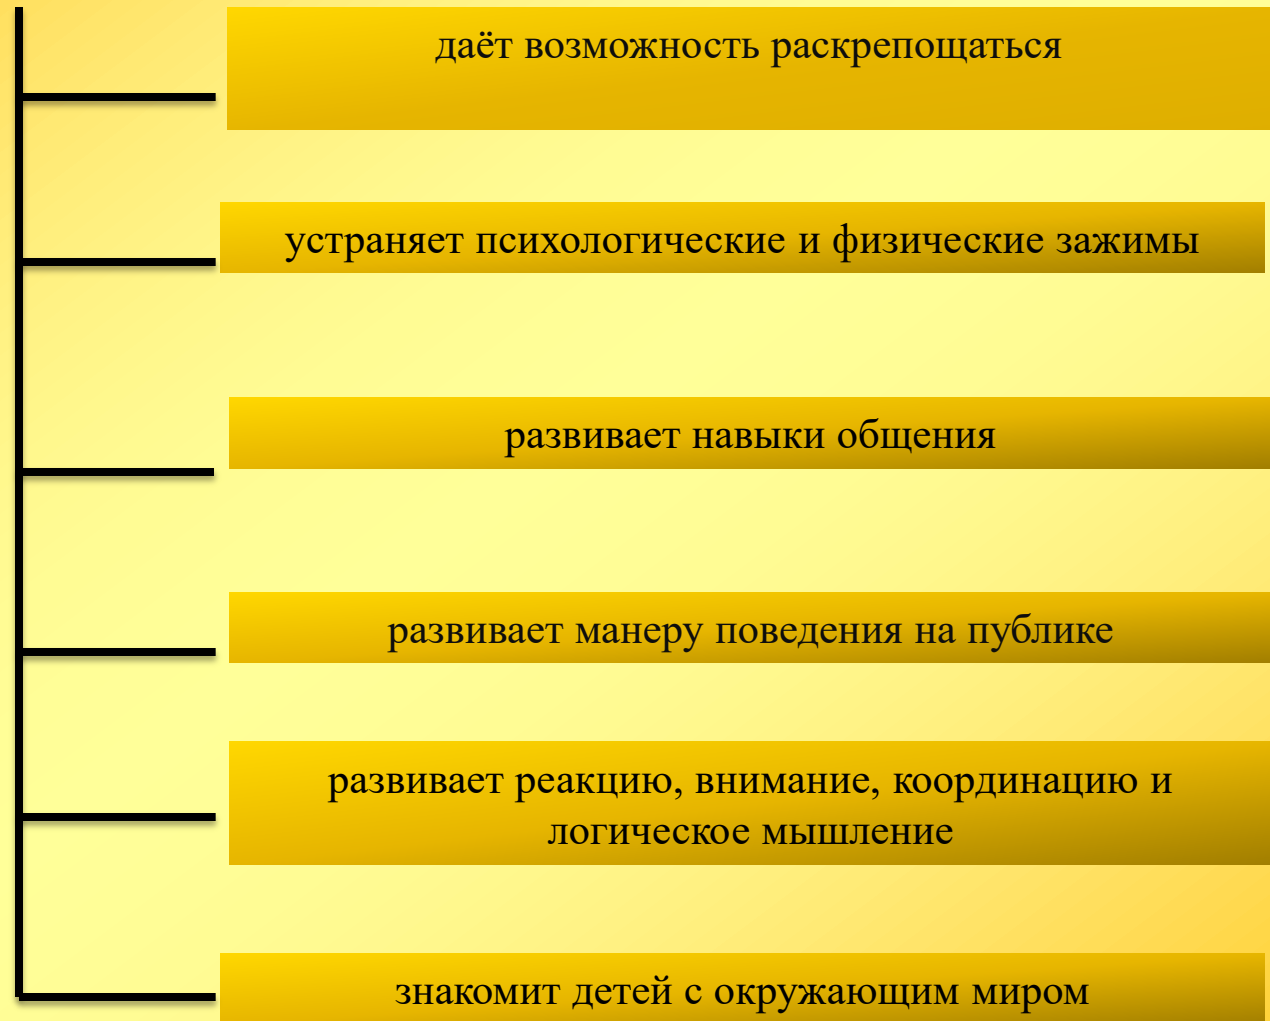 даёт возможность раскрепощаться
устраняет психологические и физические зажимы
развивает навыки общения
развивает манеру поведения на публике
развивает реакцию, внимание, координацию и
логическое мышление
знакомит детей с окружающим миром